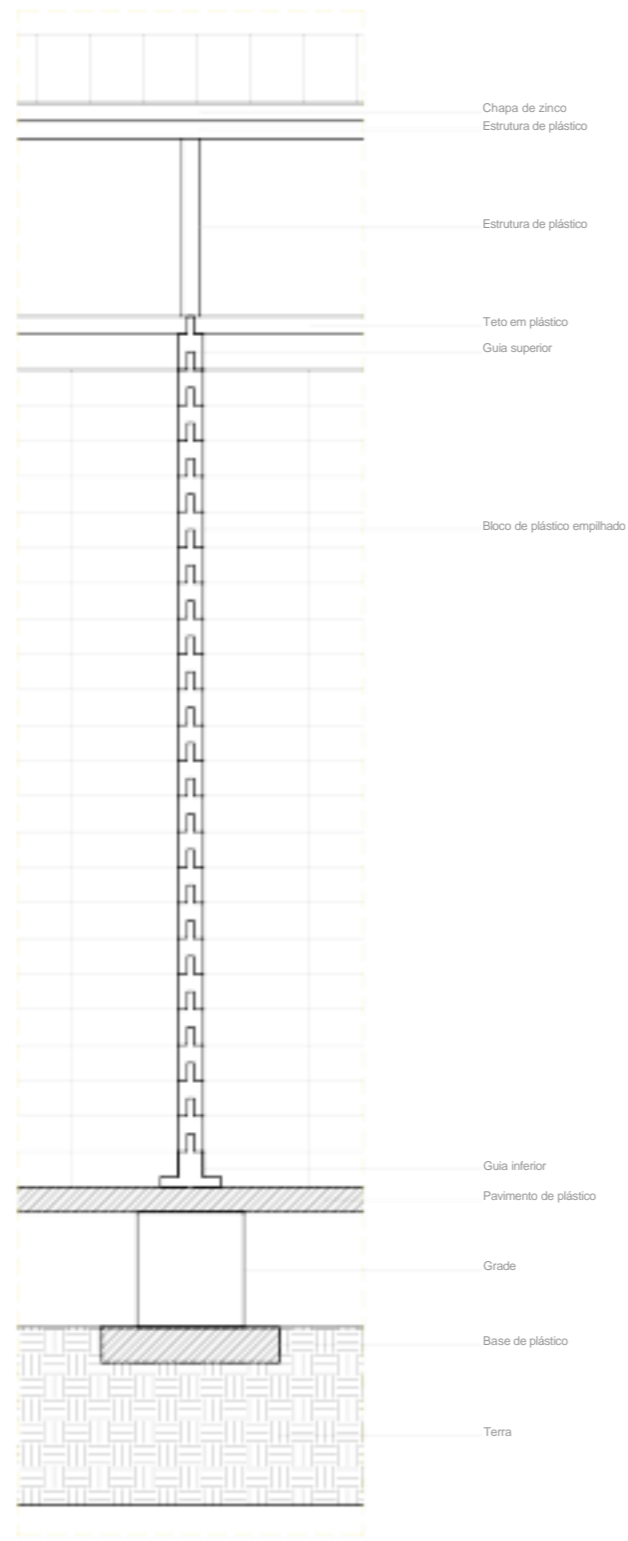 Chapa de zinco
Estrutura de plástico
Estrutura de plástico
Teto em plástico
Guia superior
Bloco de plástico empilhado
Guia inferior
Pavimento de plástico
Grade
Base de plástico
Terra